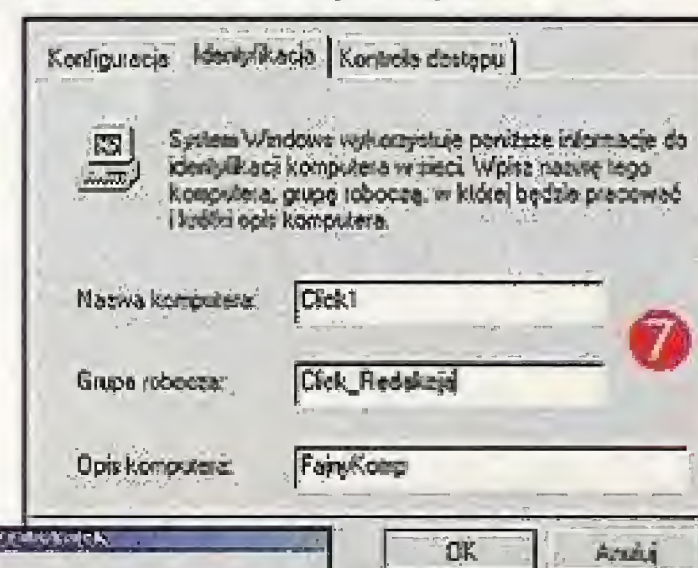 Konfiguracja Identyfikacja Kontrola dostępu
System Windows wykorzystuje poniższe informacje do
identyfikacji komputera w sieci. Wpisz nazwę tego
komputera, grupę roboczą, w której będzie pracować
i krótki opis komputera.
Nazwa komputera: Click1
7
Grupa robocza: Click_Redakcja
Opis komputera: FajnyKomp
OK Anuluj